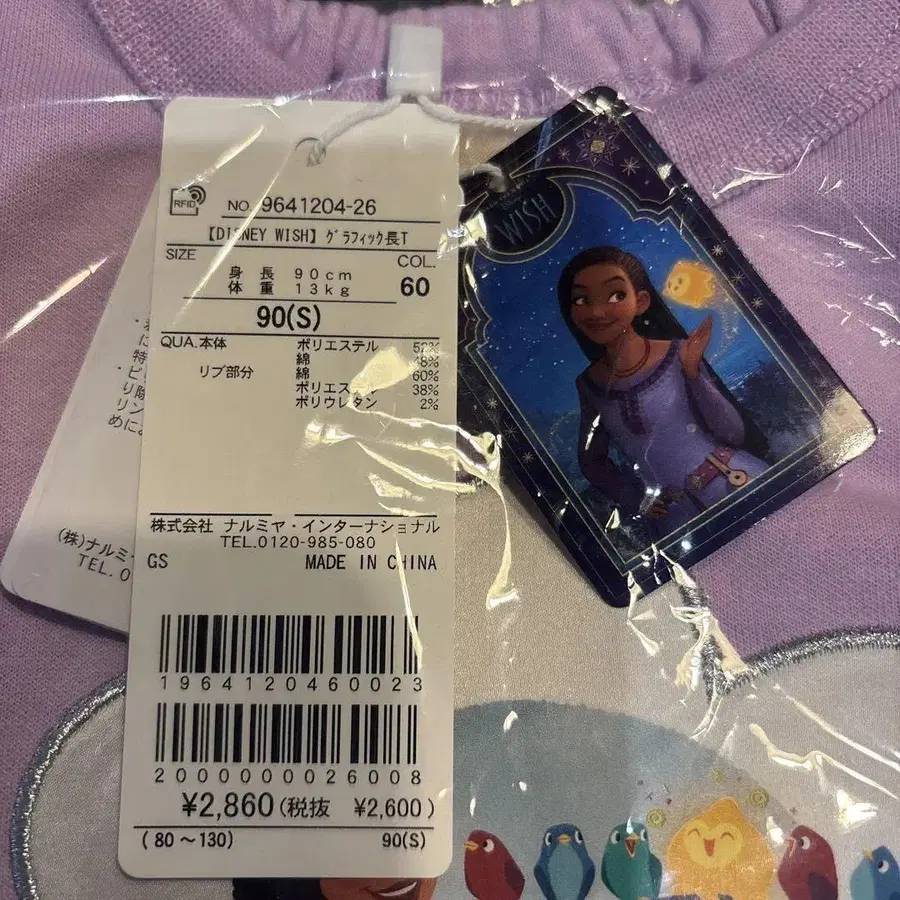 RFID
NO. 9641204-26
【DISNEY WISH】グラフィック長T
SIZE
COL.
身 長 90cm
体 重 13kg
60
90(S)
QUA. 本体 ポリエステル 52%
綿 48%
リブ部分 綿 60%
ポリエステル 38%
ポリウレタン 2%
株式会社 ナルミヤ・インターナショナル
TEL.0120-985-080
GS MADE IN CHINA
1964120460023
2000000026008
¥2,860(税抜 ¥2,600)
(80~130) 90(S)
WISH
(株)ナルミヤ
TEL. 0